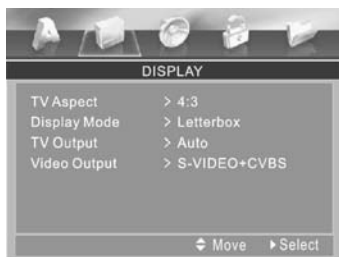 A
DISPLAY
TV Aspect > 4:3
Display Mode > Letterbox
TV Output > Auto
Video Output > S-VIDEO+CVBS
Move Select